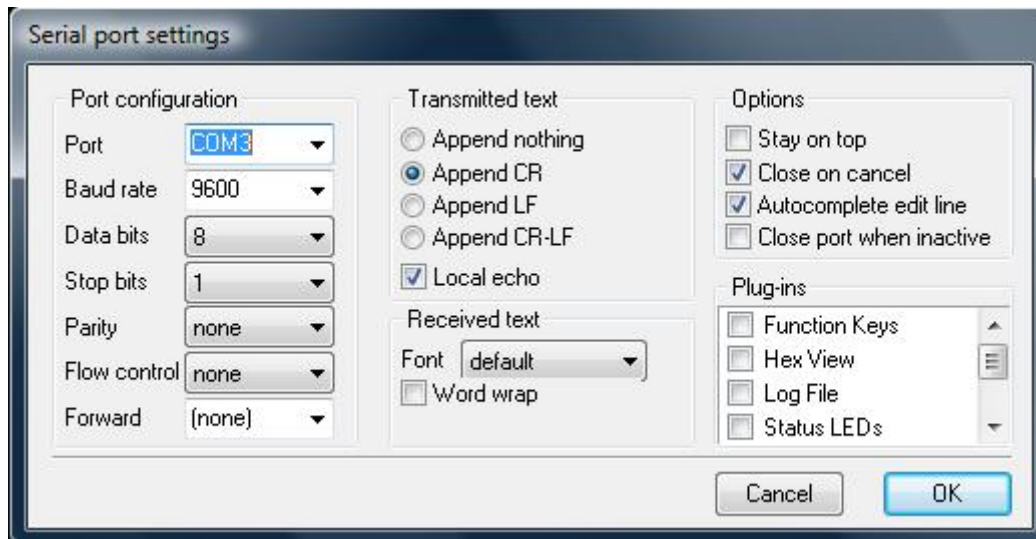 Serial port settings
Port configuration
Port COM3
Baud rate 9600
Data bits 8
Stop bits 1
Parity none
Flow control none
Forward (none)
Transmitted text
Append nothing
Append CR
Append LF
Append CR-LF
Local echo
Received text
Font default
Word wrap
Options
Stay on top
Close on cancel
Autocomplete edit line
Close port when inactive
Plug-ins
Function Keys
Hex View
Log File
Status LEDs
Cancel OK